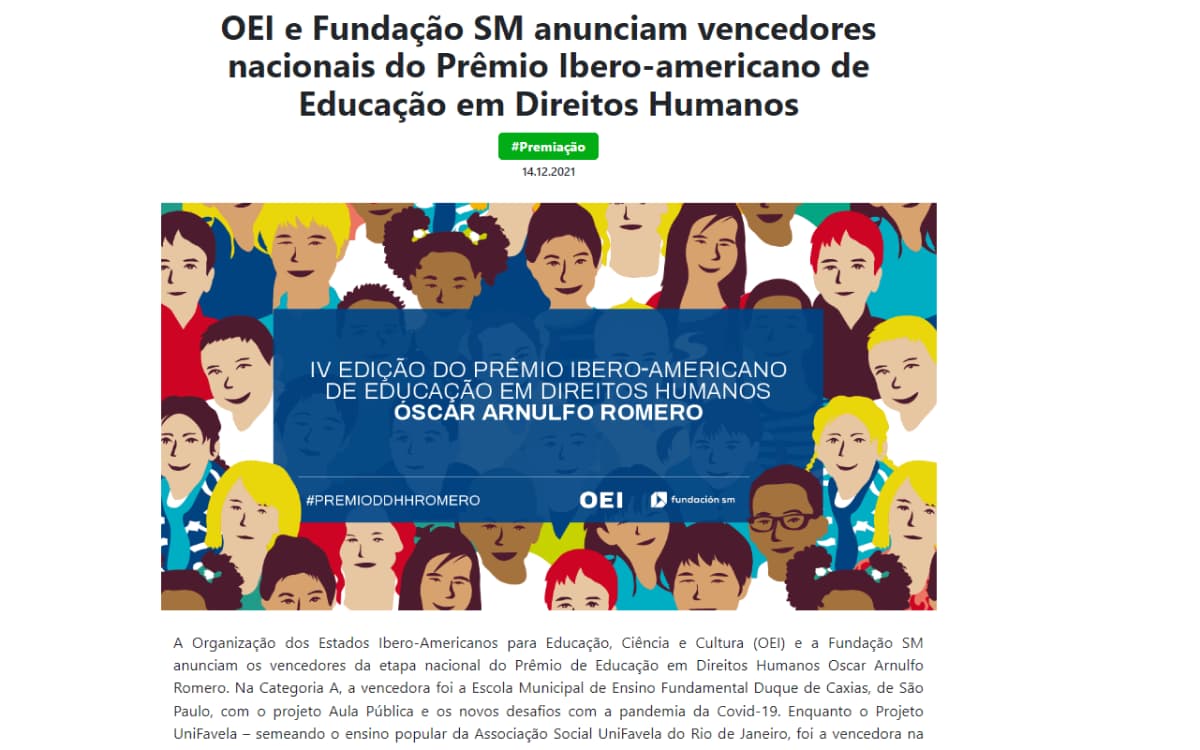 OEI e Fundação SM anunciam vencedores
nacionais do Prêmio Ibero-americano de
Educação em Direitos Humanos
#Premiação
14.12.2021
IV EDIÇÃO DO PRÊMIO IBERO-AMERICANO
DE EDUCAÇÃO EM DIREITOS HUMANOS
ÓSCAR ARNULFO ROMERO
#PREMIODDHHROMERO
OEI
fundación sm
A Organização dos Estados Ibero-Americanos para Educação, Ciência e Cultura (OEI) e a Fundação SM
anunciam os vencedores da etapa nacional do Prêmio de Educação em Direitos Humanos Oscar Arnulfo
Romero. Na Categoria A, a vencedora foi a Escola Municipal de Ensino Fundamental Duque de Caxias, de São
Paulo, com o projeto Aula Pública e os novos desafios com a pandemia da Covid-19. Enquanto o Projeto
UniFavela – semeando o ensino popular da Associação Social UniFavela do Rio de Janeiro, foi a vencedora na